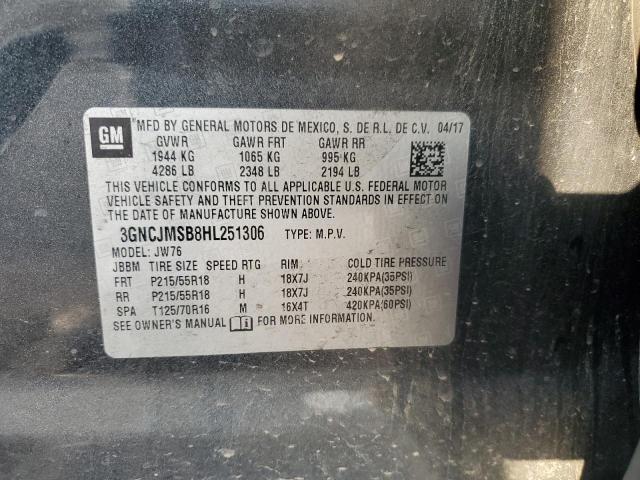 GM
MFD BY GENERAL MOTORS DE MEXICO, S. DE R.L. DE C.V. 04/17
GVWR GAWR FRT GAWR RR
1944 KG 1065 KG 995 KG
4286 LB 2348 LB 2194 LB
THIS VEHICLE CONFORMS TO ALL APPLICABLE U.S. FEDERAL MOTOR
VEHICLE SAFETY AND THEFT PREVENTION STANDARDS IN EFFECT ON
THE DATE OF MANUFACTURE SHOWN ABOVE.
3GNCJMSB8HL251306 TYPE: M.P.V.
MODEL: JW76
JBBM TIRE SIZE SPEED RTG RIM COLD TIRE PRESSURE
FRT P215/55R18 H 18X7J 240KPA(35PSI)
RR P215/55R18 H 18X7J 240KPA(35PSI)
SPA T125/70R16 M 16X4T 420KPA(60PSI)
SEE OWNER'S MANUAL FOR MORE INFORMATION.